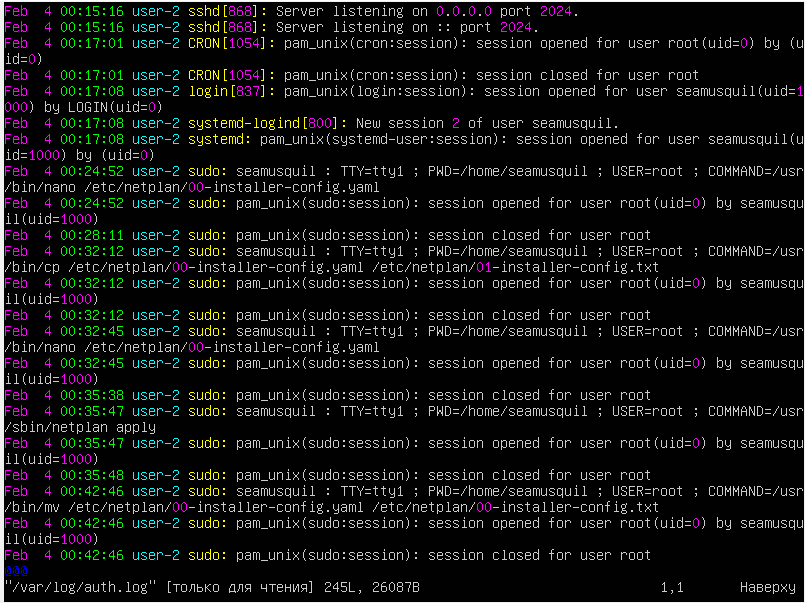 Feb  4 00:15:16 user-2 sshd[868]: Server listening on 0.0.0.0 port 2024.
Feb  4 00:15:16 user-2 sshd[868]: Server listening on :: port 2024.
Feb  4 00:17:01 user-2 CRON[1054]: pam_unix(cron:session): session opened for user root(uid=0) by (u
id=0)
Feb  4 00:17:01 user-2 CRON[1054]: pam_unix(cron:session): session closed for user root
Feb  4 00:17:08 user-2 login[837]: pam_unix(login:session): session opened for user seamusquil(uid=1
000) by LOGIN(uid=0)
Feb  4 00:17:08 user-2 systemd-logind[800]: New session 2 of user seamusquil.
Feb  4 00:17:08 user-2 systemd: pam_unix(systemd-user:session): session opened for user seamusquil(u
id=1000) by (uid=0)
Feb  4 00:24:52 user-2 sudo: seamusquil : TTY=tty1 ; PWD=/home/seamusquil ; USER=root ; COMMAND=/usr
/bin/nano /etc/netplan/00-installer-config.yaml
Feb  4 00:24:52 user-2 sudo: pam_unix(sudo:session): session opened for user root(uid=0) by seamusqu
il(uid=1000)
Feb  4 00:28:11 user-2 sudo: pam_unix(sudo:session): session closed for user root
Feb  4 00:32:12 user-2 sudo: seamusquil : TTY=tty1 ; PWD=/home/seamusquil ; USER=root ; COMMAND=/usr
/bin/cp /etc/netplan/00-installer-config.yaml /etc/netplan/01-installer-config.txt
Feb  4 00:32:12 user-2 sudo: pam_unix(sudo:session): session opened for user root(uid=0) by seamusqu
il(uid=1000)
Feb  4 00:32:12 user-2 sudo: pam_unix(sudo:session): session closed for user root
Feb  4 00:32:45 user-2 sudo: seamusquil : TTY=tty1 ; PWD=/home/seamusquil ; USER=root ; COMMAND=/usr
/bin/nano /etc/netplan/00-installer-config.yaml
Feb  4 00:32:45 user-2 sudo: pam_unix(sudo:session): session opened for user root(uid=0) by seamusqu
il(uid=1000)
Feb  4 00:35:38 user-2 sudo: pam_unix(sudo:session): session closed for user root
Feb  4 00:35:47 user-2 sudo: seamusquil : TTY=tty1 ; PWD=/home/seamusquil ; USER=root ; COMMAND=/usr
/sbin/netplan apply
Feb  4 00:35:47 user-2 sudo: pam_unix(sudo:session): session opened for user root(uid=0) by seamusqu
il(uid=1000)
Feb  4 00:35:48 user-2 sudo: pam_unix(sudo:session): session closed for user root
Feb  4 00:42:46 user-2 sudo: seamusquil : TTY=tty1 ; PWD=/home/seamusquil ; USER=root ; COMMAND=/usr
/bin/mv /etc/netplan/00-installer-config.yaml /etc/netplan/00-installer-config.txt
Feb  4 00:42:46 user-2 sudo: pam_unix(sudo:session): session opened for user root(uid=0) by seamusqu
il(uid=1000)
Feb  4 00:42:46 user-2 sudo: pam_unix(sudo:session): session closed for user root
@@@
"/var/log/auth.log" [только для чтения] 245L, 26087B 1,1 Наверху